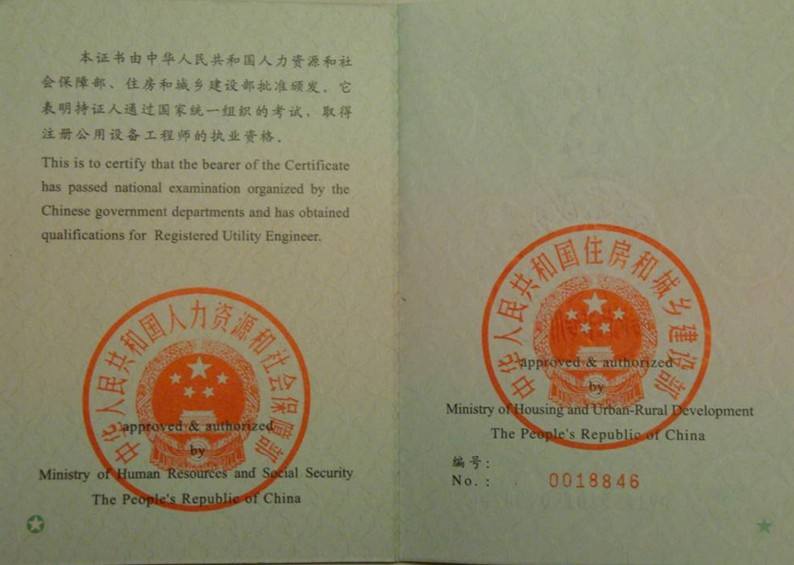 本证书由中华人民共和国人力资源和社
会保障部、住房和城乡建设部批准颁发。它
表明持证人通过国家统一组织的考试，取得
注册公用设备工程师的执业资格。
This is to certify that the bearer of the Certificate
has passed national examination organized by the
Chinese government departments and has obtained
qualifications for Registered Utility Engineer.
中华人民共和国人力资源和社会保障部
approved & authorized
by
Ministry of Human Resources and Social Security
The People's Republic of China
中华人民共和国住房和城乡建设部
approved & authorized
by
Ministry of Housing and Urban-Rural Development
The People's Republic of China
编号:
No. : 0018846